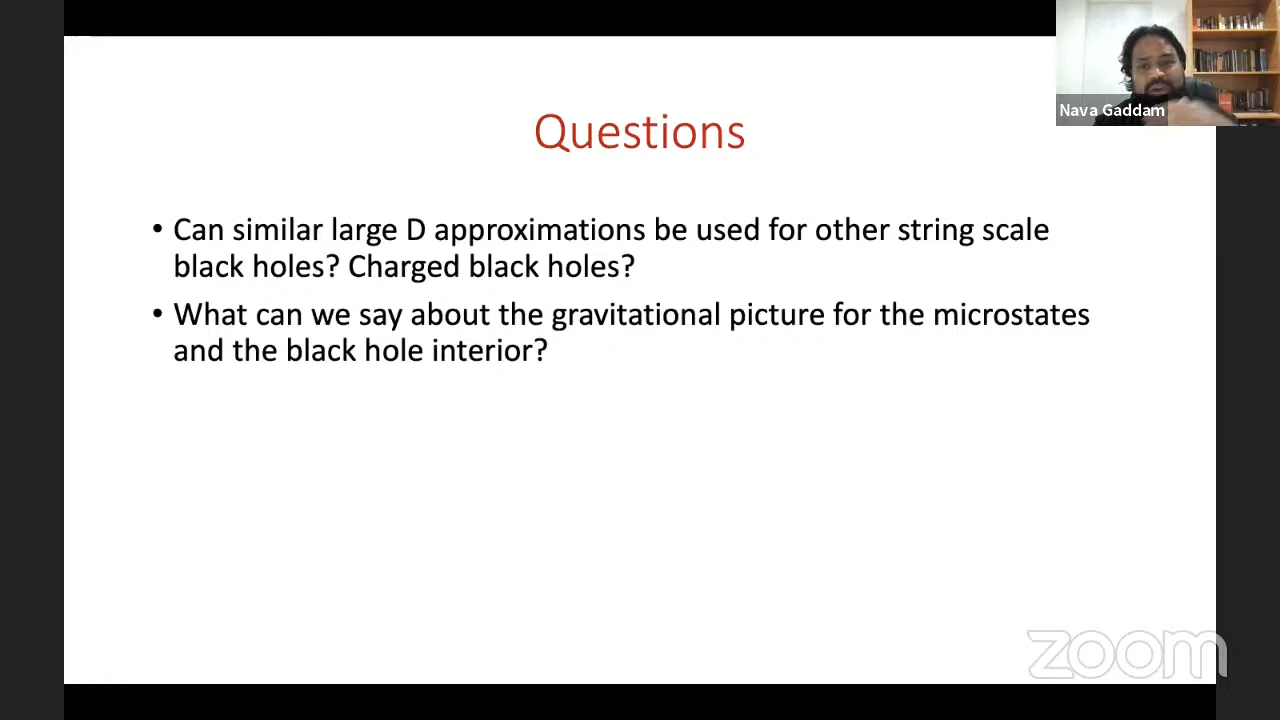 Nava Gaddam
Questions
• Can similar large D approximations be used for other string scale
black holes? Charged black holes?
• What can we say about the gravitational picture for the microstates
and the black hole interior?
zoom